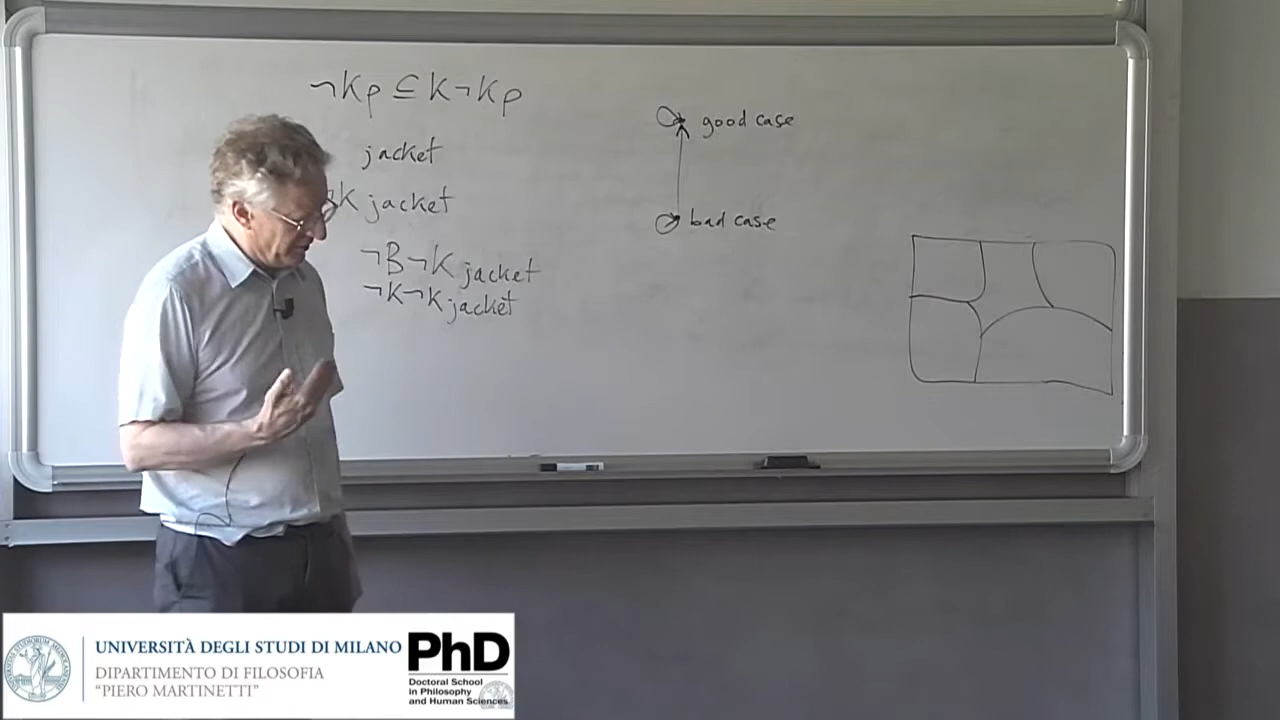 ¬Kp ⊆ K¬Kp
jacket
K jacket
¬B¬K jacket
¬K¬K jacket
good case
bad case
UNIVERSITÀ DEGLI STUDI DI MILANO
DIPARTIMENTO DI FILOSOFIA
"PIERO MARTINETTI"
PhD
Doctoral School
in Philosophy
and Human Sciences